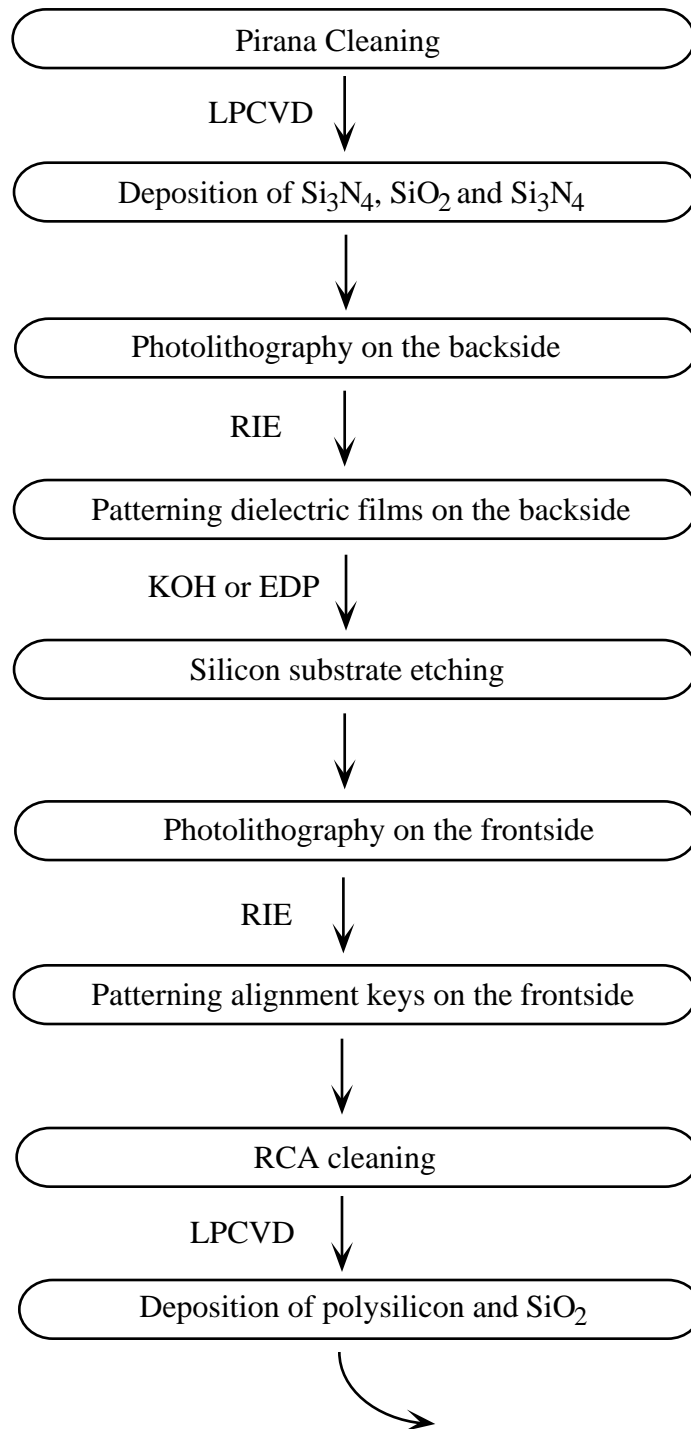 Pirana Cleaning
LPCVD
Deposition of Si₃N₄, SiO₂ and Si₃N₄
Photolithography on the backside
RIE
Patterning dielectric films on the backside
KOH or EDP
Silicon substrate etching
Photolithography on the frontside
RIE
Patterning alignment keys on the frontside
RCA cleaning
LPCVD
Deposition of polysilicon and SiO₂